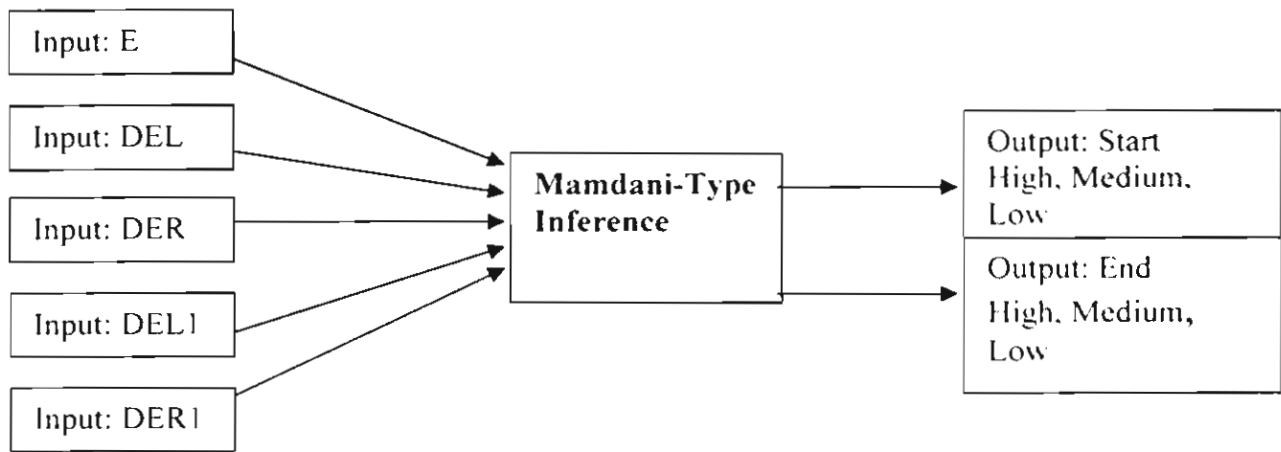 Input: E
Input: DEL
Input: DER
Input: DEL1
Input: DER1
Mamdani-Type
Inference
Output: Start
High, Medium,
Low
Output: End
High, Medium,
Low